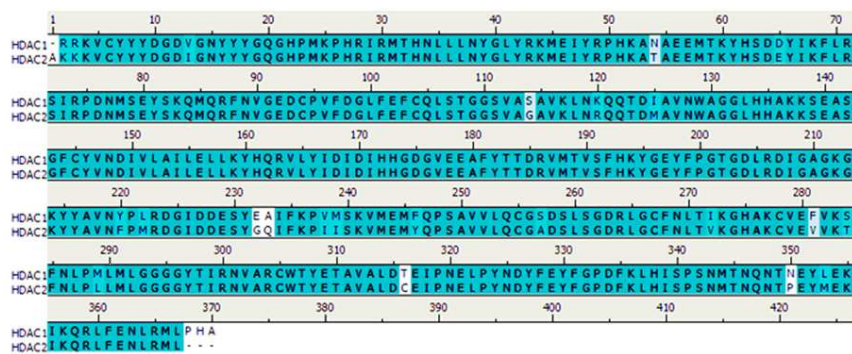 1 10 20 30 40 50 60 70
HDAC1 -RRKVCYYYDGDVGNYYYGQGHPMKPHRIRMTHNLLLNYGLYRKMEIYRPHKANAEEMTKYHSDDYIKFLR
HDAC2 AKKKVCYYYDGDIGNYYYGQGHPMKPHRIRMTHNLLLNYGLYRKMEIYRPHKATAEEMTKYHSDEYIKFLR
80 90 100 110 120 130 140
HDAC1 SIRPDNMSEYSKQMQRFNVGEDCPVFDGLFEFCQLSTGGSVASAVKLNKQQTDIAVNWAGGLHHAKKSEAS
HDAC2 SIRPDNMSEYSKQMQRFNVGEDCPVFDGLFEFCQLSTGGSVAGAVKLNRQQTDMAVNWAGGLHHAKKSEAS
150 160 170 180 190 200 210
HDAC1 GFCYVNDIVLAILELLKYHQRVLYIDIDIHHGDGVEEAFYTTDRVMTVSFHKYGEYFPGTGDLRDIGAGKG
HDAC2 GFCYVNDIVLAILELLKYHQRVLYIDIDIHHGDGVEEAFYTTDRVMTVSFHKYGEYFPGTGDLRDIGAGKG
220 230 240 250 260 270 280
HDAC1 KYYAVNYPLRDGIDDESYEAIFKPVMSKVMEMFQPSAVVLQCGSDSLSGDRLGCFNLTIKGHAKCVEFVKS
HDAC2 KYYAVNFPMRDGIDDESYGQIFKPIISKVMEMYQPSAVVLQCGADSLSGDRLGCFNLTVKGHAKCVEVVKT
290 300 310 320 330 340 350
HDAC1 FNLPMLMLGGGGYTIRNVARCWTYETAVALDTEIPNELPYNDYFEYFGPDFKLHISPSNMTNQNTNEYLEK
HDAC2 FNLPLLMLGGGGYTIRNVARCWTYETAVALDCEIPNELPYNDYFEYFGPDFKLHISPSNMTNQNTPEYMEK
360 370 380 390 400 410 420
HDAC1 IKQRLFENLRMLPHA
HDAC2 IKQRLFENLRML---